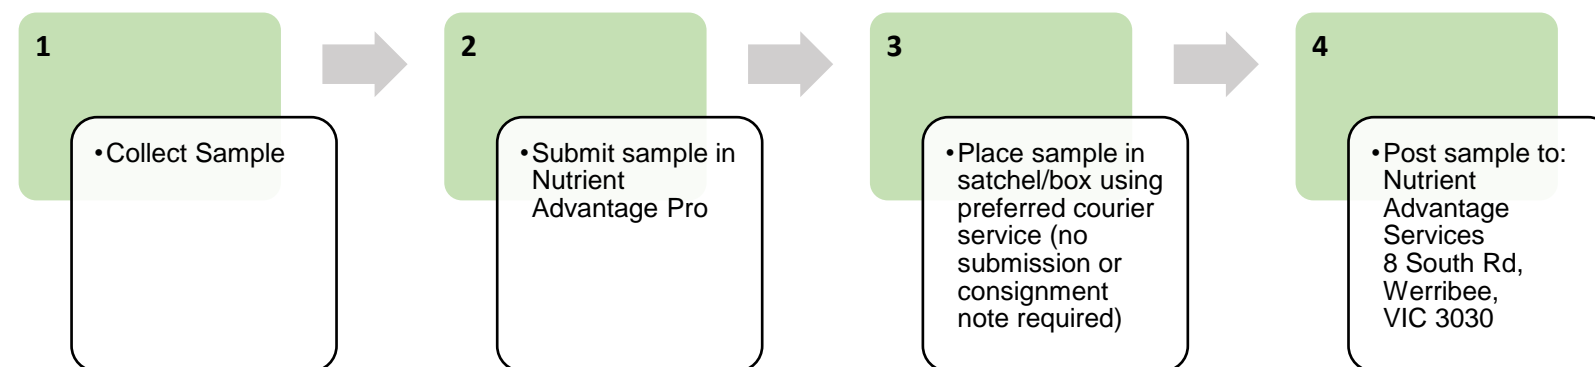 1
•Collect Sample
2
•Submit sample in
Nutrient
Advantage Pro
3
•Place sample in
satchel/box using
preferred courier
service (no
submission or
consignment
note required)
4
•Post sample to:
Nutrient
Advantage
Services
8 South Rd,
Werribee,
VIC 3030